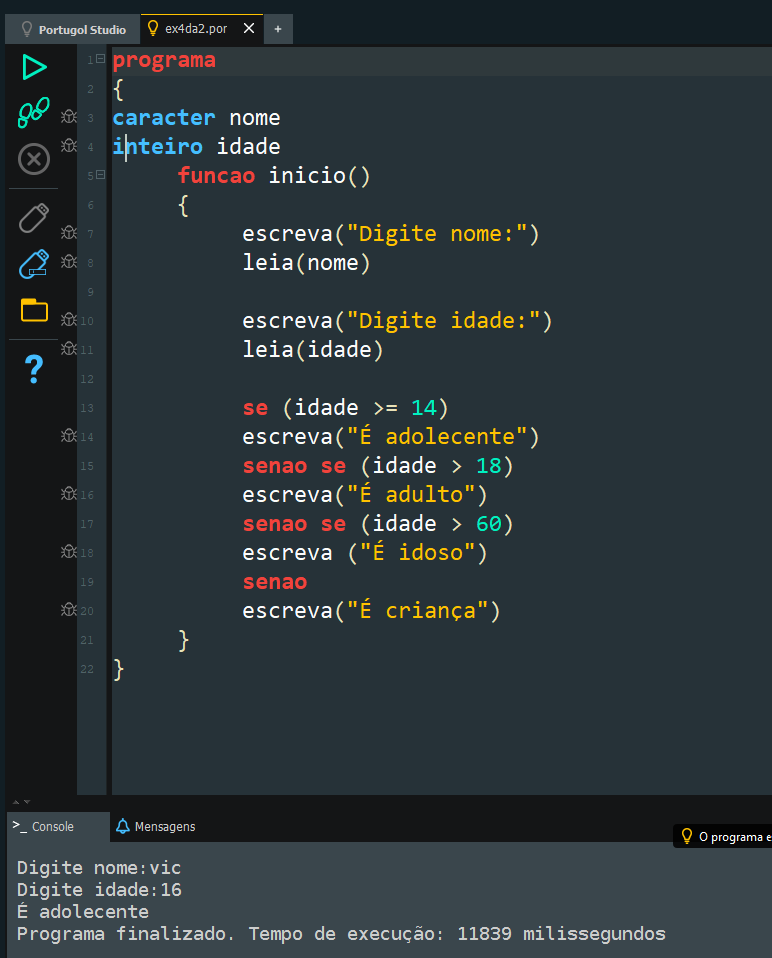 Portugol Studio
ex4da2.por
+
1 programa
2 {
3 caracter nome
4 inteiro idade
5 funcao inicio()
6 {
7 escreva("Digite nome:")
8 leia(nome)
9
10 escreva("Digite idade:")
11 leia(idade)
12
13 se (idade >= 14)
14 escreva("É adolecente")
15 senao se (idade > 18)
16 escreva("É adulto")
17 senao se (idade > 60)
18 escreva ("É idoso")
19 senao
20 escreva("É criança")
21 }
22 }
>_ Console
Mensagens
O programa e
Digite nome:vic
Digite idade:16
É adolecente
Programa finalizado. Tempo de execução: 11839 milissegundos